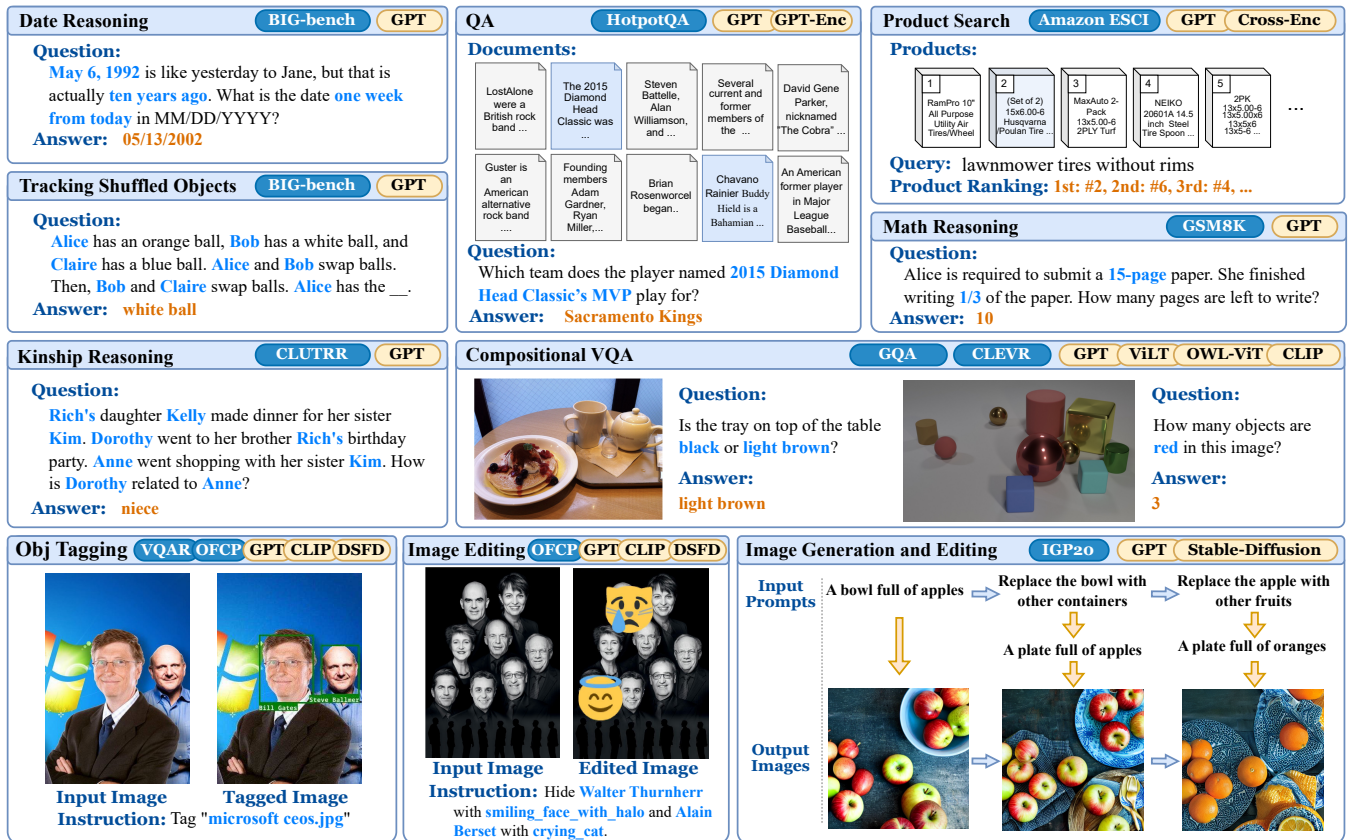 Date Reasoning BIG-bench GPT
Question:
May 6, 1992 is like yesterday to Jane, but that is
actually ten years ago. What is the date one week
from today in MM/DD/YYYY?
Answer: 05/13/2002
Tracking Shuffled Objects BIG-bench GPT
Question:
Alice has an orange ball, Bob has a white ball, and
Claire has a blue ball. Alice and Bob swap balls.
Then, Bob and Claire swap balls. Alice has the __.
Answer: white ball
Kinship Reasoning CLUTRR GPT
Question:
Rich's daughter Kelly made dinner for her sister
Kim. Dorothy went to her brother Rich's birthday
party. Anne went shopping with her sister Kim. How
is Dorothy related to Anne?
Answer: niece
QA HotpotQA GPT GPT-Enc
Documents:
LostAlone
were a
British rock
band ...
The 2015
Diamond
Head
Classic was
...
Steven
Battelle,
Alan
Williamson,
and ...
Several
current and
former
members of
the ...
David Gene
Parker,
nicknamed
"The Cobra" ...
Guster is
an
American
alternative
rock band
....
Founding
members
Adam
Gardner,
Ryan
Miller,...
Brian
Rosenworcel
began..
Chavano
Rainier Buddy
Hield is a
Bahamian ...
An American
former player
in Major
League
Baseball...
Question:
Which team does the player named 2015 Diamond
Head Classic's MVP play for?
Answer: Sacramento Kings
Product Search Amazon ESCI GPT Cross-Enc
Products:
1
RamPro 10"
All Purpose
Utility Air
Tires/Wheel
2
(Set of 2)
15x6.00-6
Husqvarna
/Poulan Tire ...
3
MaxAuto 2-
Pack
13x5.00-6
2PLY Turf
4
NEIKO
20601A 14.5
inch Steel
Tire Spoon ...
5
2PK
13x5.00-6
13x5.00x6
13x5x6
13x5-6 ...
...
Query: lawnmower tires without rims
Product Ranking: 1st: #2, 2nd: #6, 3rd: #4, ...
Math Reasoning GSM8K GPT
Question:
Alice is required to submit a 15-page paper. She finished
writing 1/3 of the paper. How many pages are left to write?
Answer: 10
Compositional VQA GQA CLEVR GPT ViLT OWL-ViT CLIP
Question:
Is the tray on top of the table
black or light brown?
Answer:
light brown
Question:
How many objects are
red in this image?
Answer:
3
Obj Tagging VQAR OFCP GPT CLIP DSFD
Bill Gates
Steve Ballmer
Input Image Tagged Image
Instruction: Tag "microsoft ceos.jpg"
Image Editing OFCP GPT CLIP DSFD
Input Image Edited Image
Instruction: Hide Walter Thurnherr
with smiling_face_with_halo and Alain
Berset with crying_cat.
Image Generation and Editing IGP20 GPT Stable-Diffusion
Input
Prompts
A bowl full of apples
Replace the bowl with
other containers
Replace the apple with
other fruits
A plate full of apples
A plate full of oranges
Output
Images